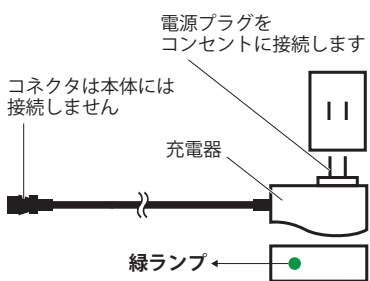 電源プラグを
コンセントに接続します
コネクタは本体には
接続しません
充電器
緑ランプ